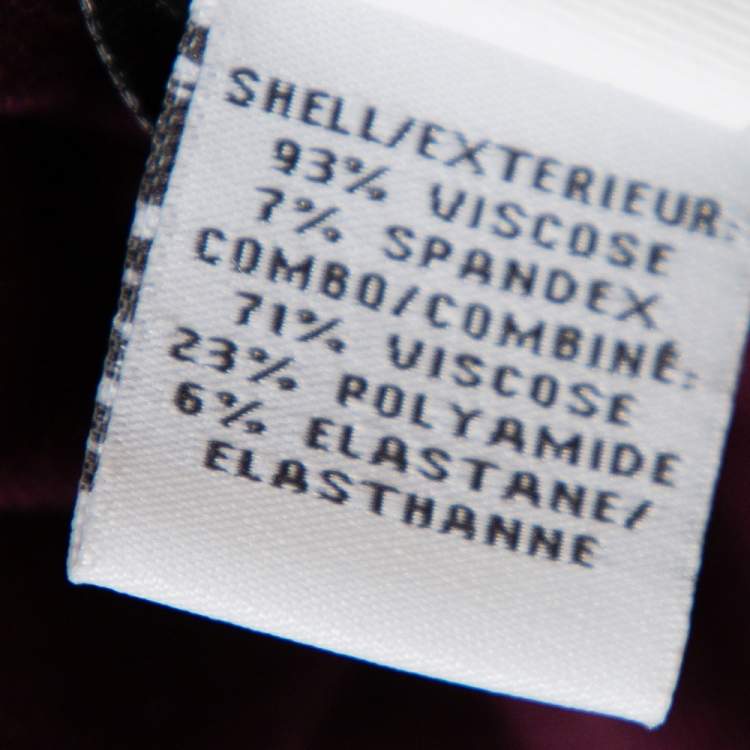 SHELL/EXTERIEUR:
93% VISCOSE
7% SPANDEX
COMBO/COMBINÉ:
71% VISCOSE
23% POLYAMIDE
6% ELASTANE/
ELASTHANNE